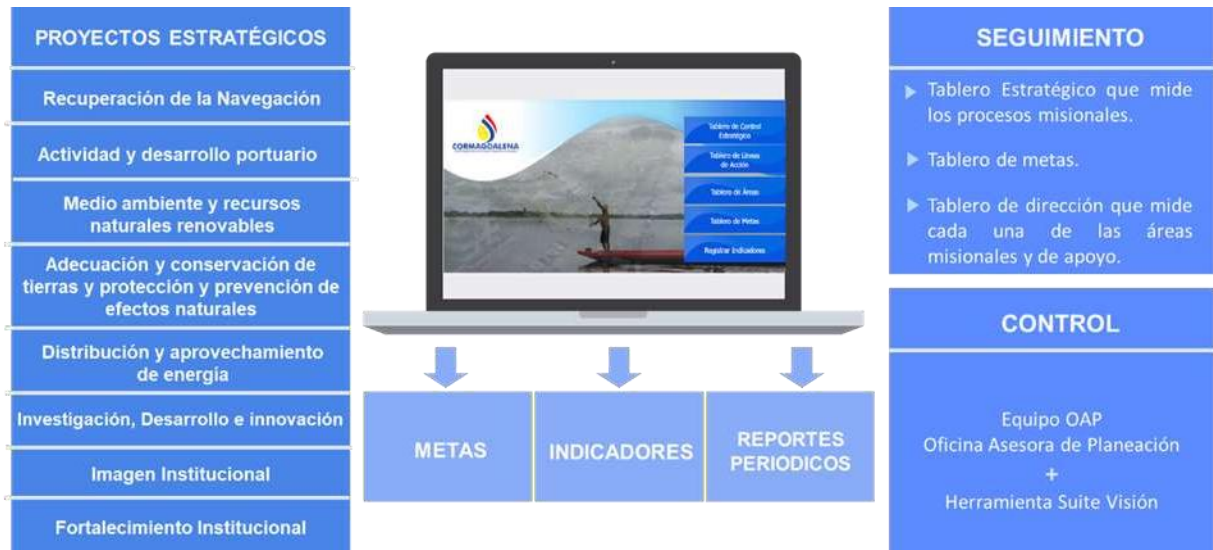 PROYECTOS ESTRATÉGICOS
Recuperación de la Navegación
Actividad y desarrollo portuario
Medio ambiente y recursos
naturales renovables
Adecuación y conservación de
tierras y protección y prevención de
efectos naturales
Distribución y aprovechamiento
de energía
Investigación, Desarrollo e innovación
Imagen Institucional
Fortalecimiento Institucional
CORMAGDALENA
Tablero de Control
Estratégico
Tablero de Líneas
de Acción
Tablero de Áreas
Tablero de Metas
Registrar Indicadores
METAS
INDICADORES
REPORTES
PERIODICOS
SEGUIMIENTO
Tablero Estratégico que mide
los procesos misionales.
Tablero de metas.
Tablero de dirección que mide
cada una de las áreas
misionales y de apoyo.
CONTROL
Equipo OAP
Oficina Asesora de Planeación
+
Herramienta Suite Visión